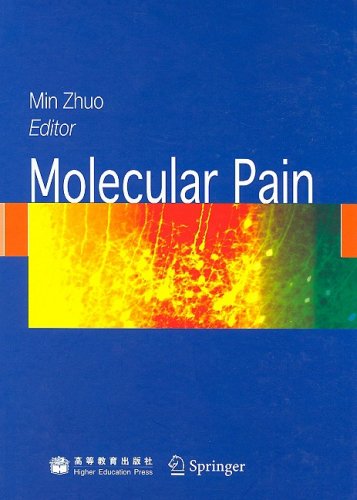 Min Zhuo
Editor
Molecular Pain
高等教育出版社
Higher Education Press
Springer